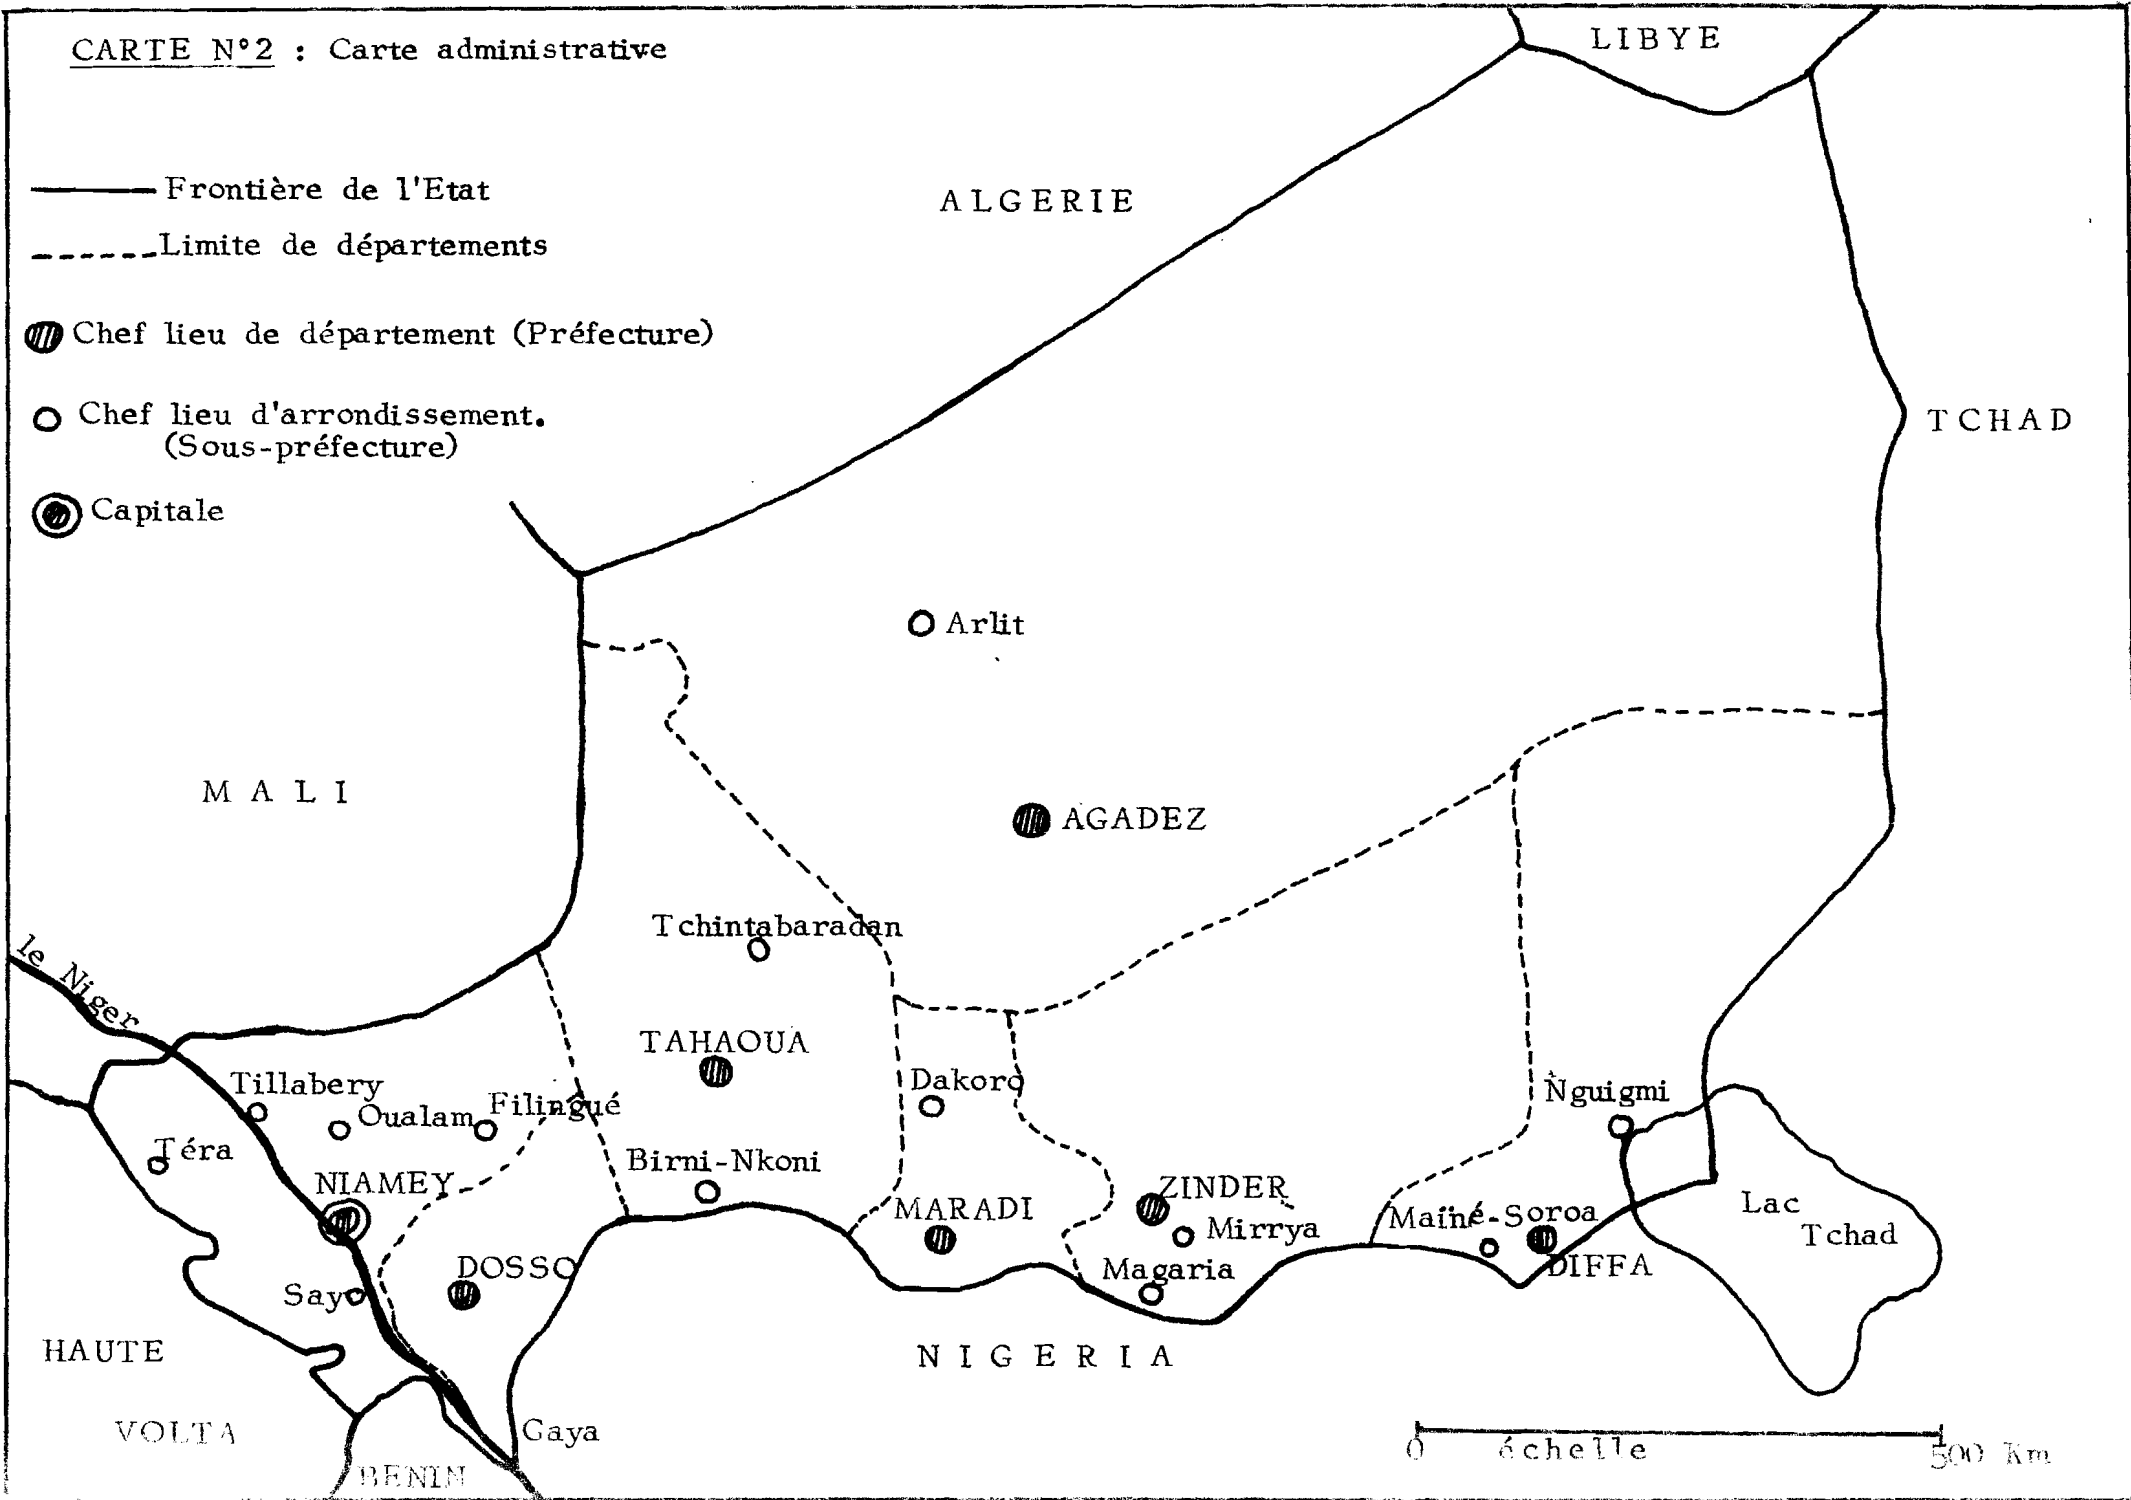 CARTE N°2 : Carte administrative
LIBYE
Frontière de l'Etat
ALGERIE
Limite de départements
Chef lieu de département (Préfecture)
Chef lieu d'arrondissement.
(Sous-préfecture)
TCHAD
Capitale
Arlit
MALI
AGADEZ
Tchintabaradan
le Niger
TAHAOUA
Tillabery
Oualam
Filingué
Dakoro
Nguigmi
Téra
Birni-Nkoni
NIAMEY
MARADI
ZINDER
Mirrya
Maïné-Soroa
Lac
Tchad
DOSSO
Say
Magaria
DIFFA
HAUTE
VOLTA
NIGERIA
Gaya
BENIN
0 échelle 500 Km